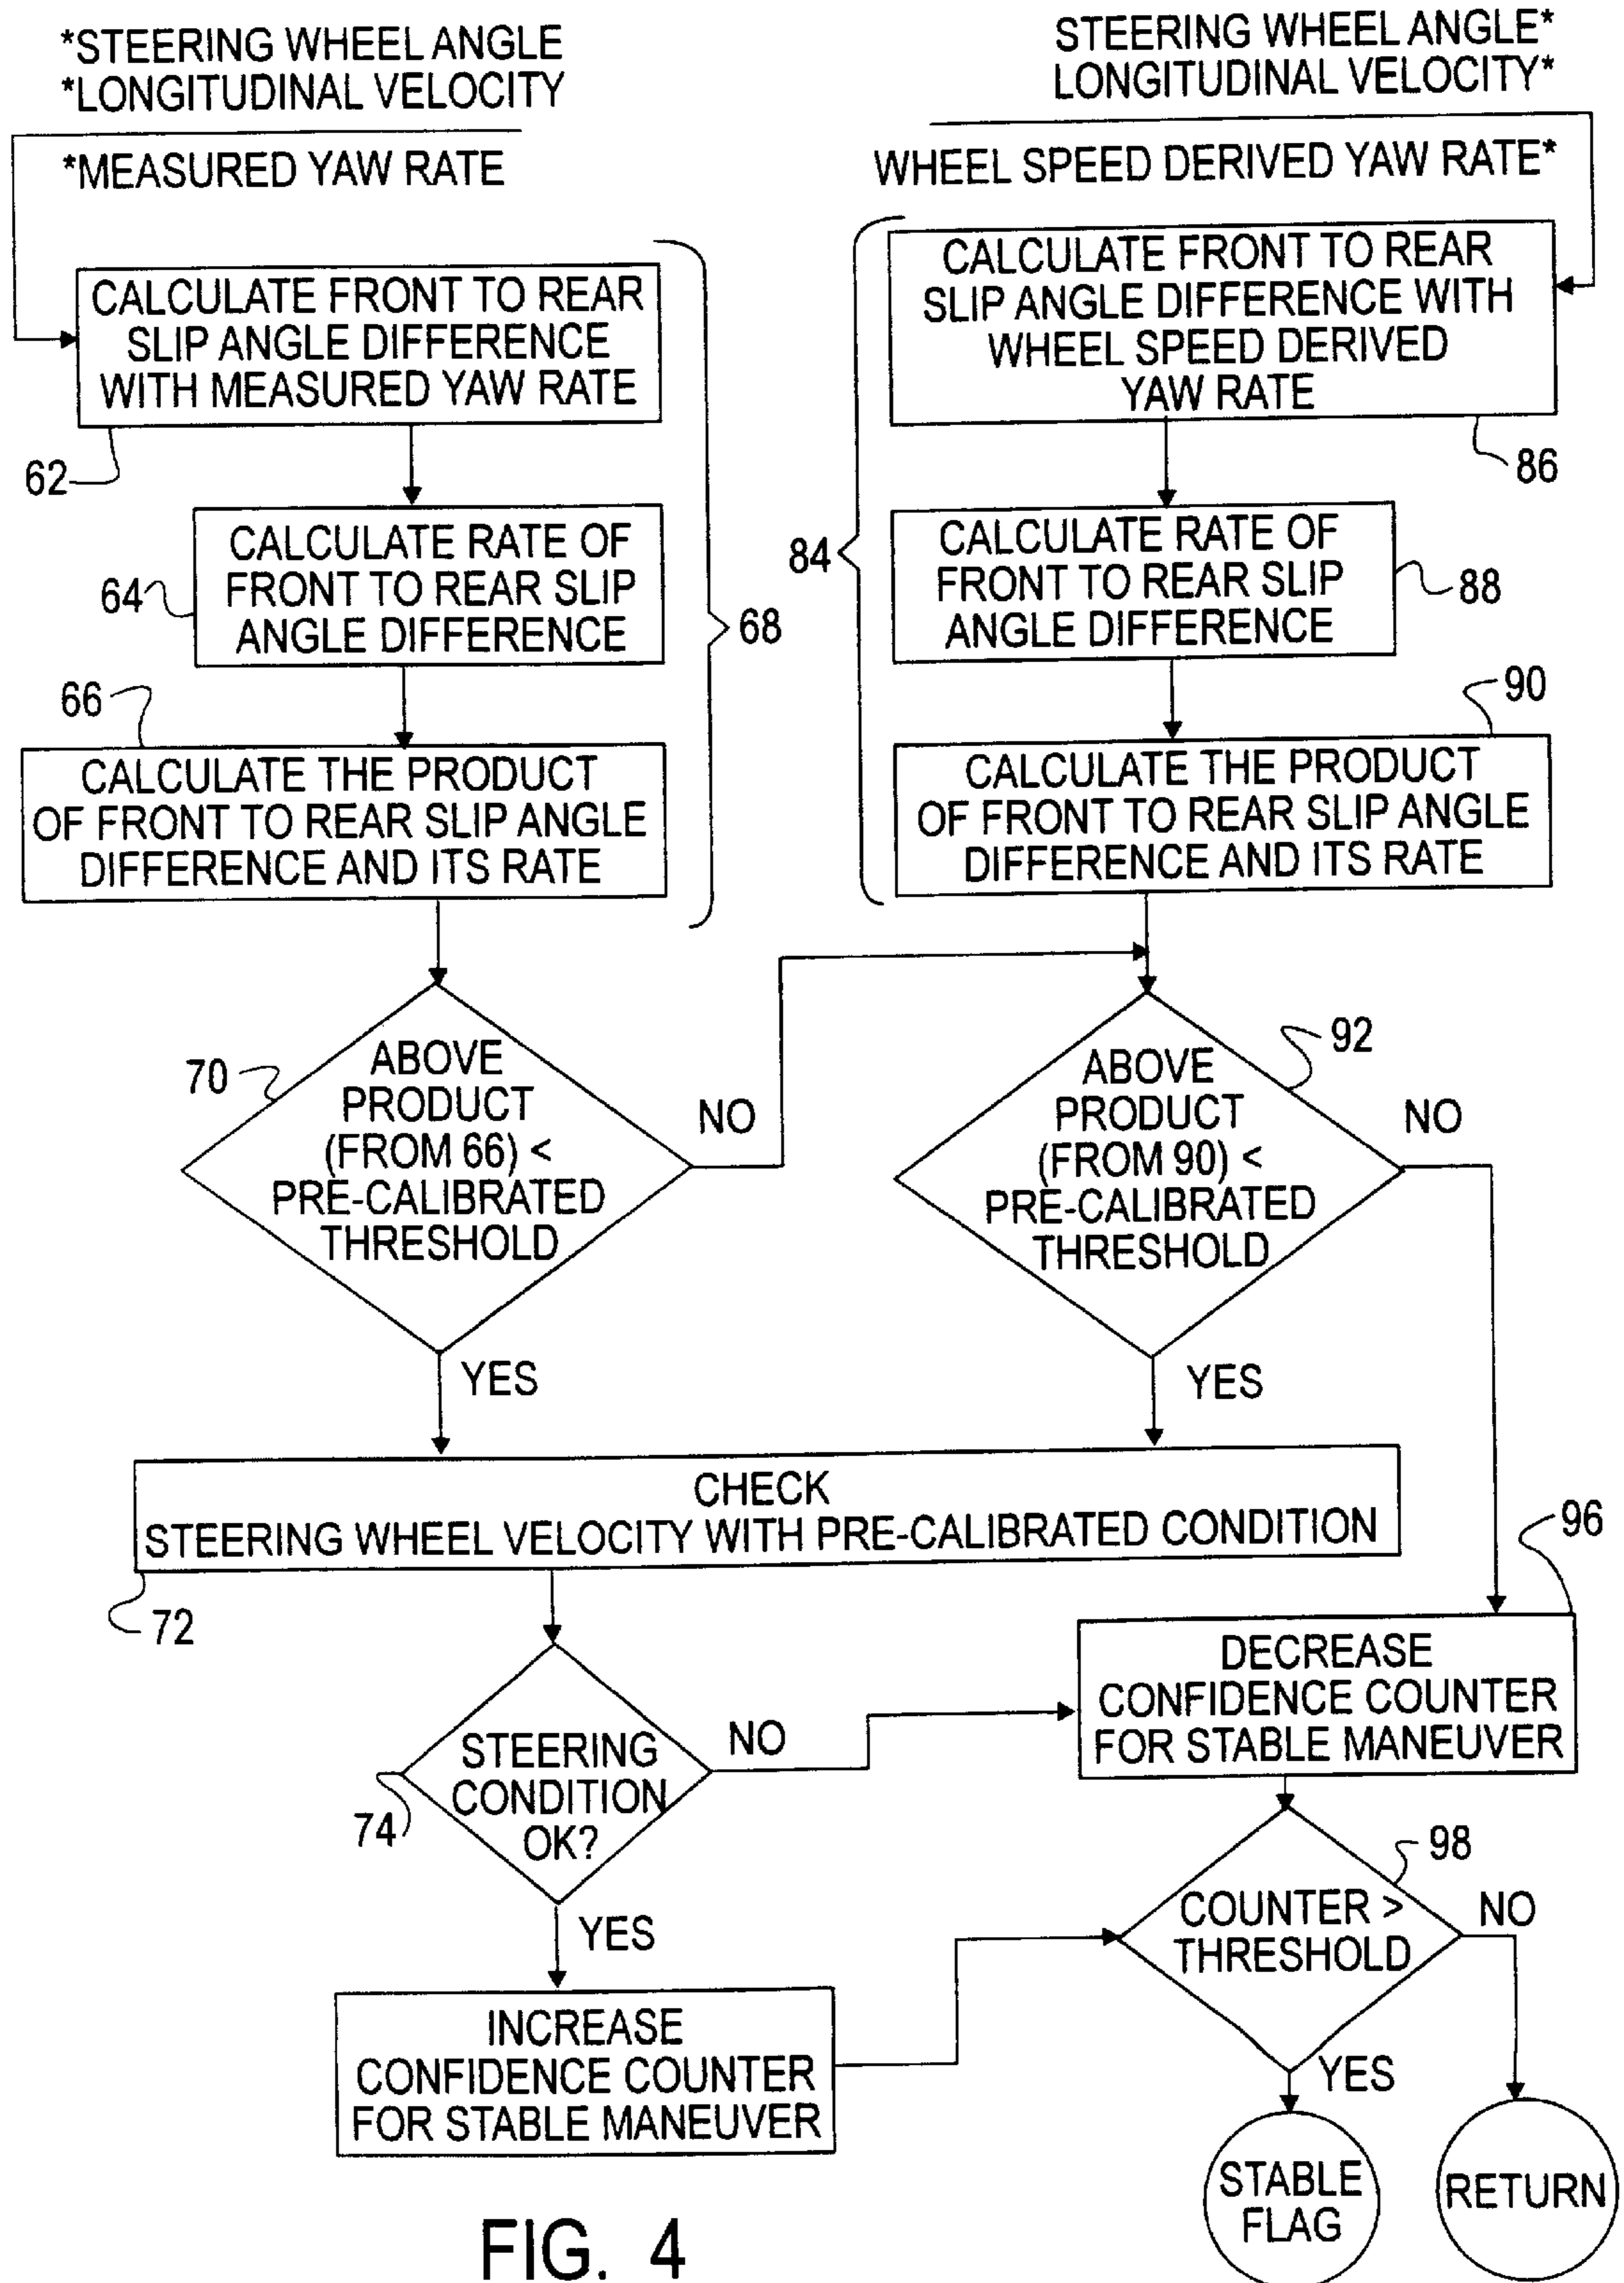 *STEERING WHEEL ANGLE
*LONGITUDINAL VELOCITY
*MEASURED YAW RATE
STEERING WHEEL ANGLE*
LONGITUDINAL VELOCITY*
WHEEL SPEED DERIVED YAW RATE*
CALCULATE FRONT TO REAR
SLIP ANGLE DIFFERENCE
WITH MEASURED YAW RATE
62
CALCULATE RATE OF
FRONT TO REAR SLIP
ANGLE DIFFERENCE
64
68
66
CALCULATE THE PRODUCT
OF FRONT TO REAR SLIP ANGLE
DIFFERENCE AND ITS RATE
CALCULATE FRONT TO REAR
SLIP ANGLE DIFFERENCE WITH
WHEEL SPEED DERIVED
YAW RATE
86
84
CALCULATE RATE OF
FRONT TO REAR SLIP
ANGLE DIFFERENCE
88
90
CALCULATE THE PRODUCT
OF FRONT TO REAR SLIP ANGLE
DIFFERENCE AND ITS RATE
70
ABOVE
PRODUCT
(FROM 66) <
PRE-CALIBRATED
THRESHOLD
NO
YES
92
ABOVE
PRODUCT
(FROM 90) <
PRE-CALIBRATED
THRESHOLD
NO
YES
CHECK
STEERING WHEEL VELOCITY WITH PRE-CALIBRATED CONDITION
72
96
DECREASE
CONFIDENCE COUNTER
FOR STABLE MANEUVER
STEERING
CONDITION
OK?
74
NO
YES
98
COUNTER >
THRESHOLD
NO
YES
INCREASE
CONFIDENCE COUNTER
FOR STABLE MANEUVER
STABLE
FLAG
RETURN
FIG. 4